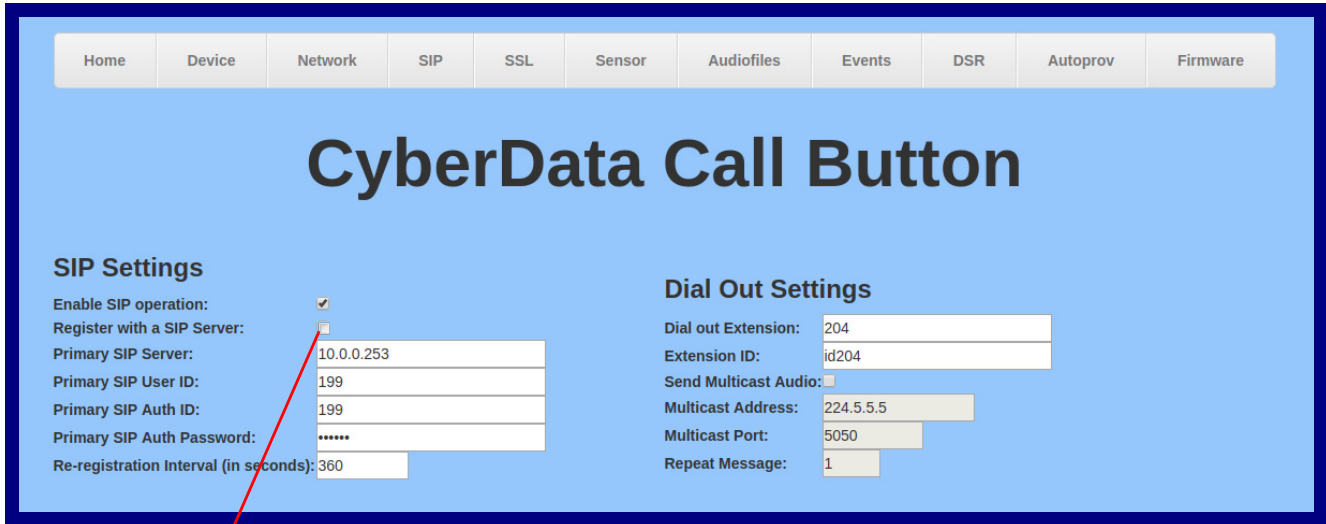 Home Device Network SIP SSL Sensor Audiofiles Events DSR Autoprov Firmware
CyberData Call Button
SIP Settings
Enable SIP operation:
Register with a SIP Server:
Primary SIP Server: 10.0.0.253
Primary SIP User ID: 199
Primary SIP Auth ID: 199
Primary SIP Auth Password: ••••••
Re-registration Interval (in seconds): 360
Dial Out Settings
Dial out Extension: 204
Extension ID: id204
Send Multicast Audio:
Multicast Address: 224.5.5.5
Multicast Port: 5050
Repeat Message: 1